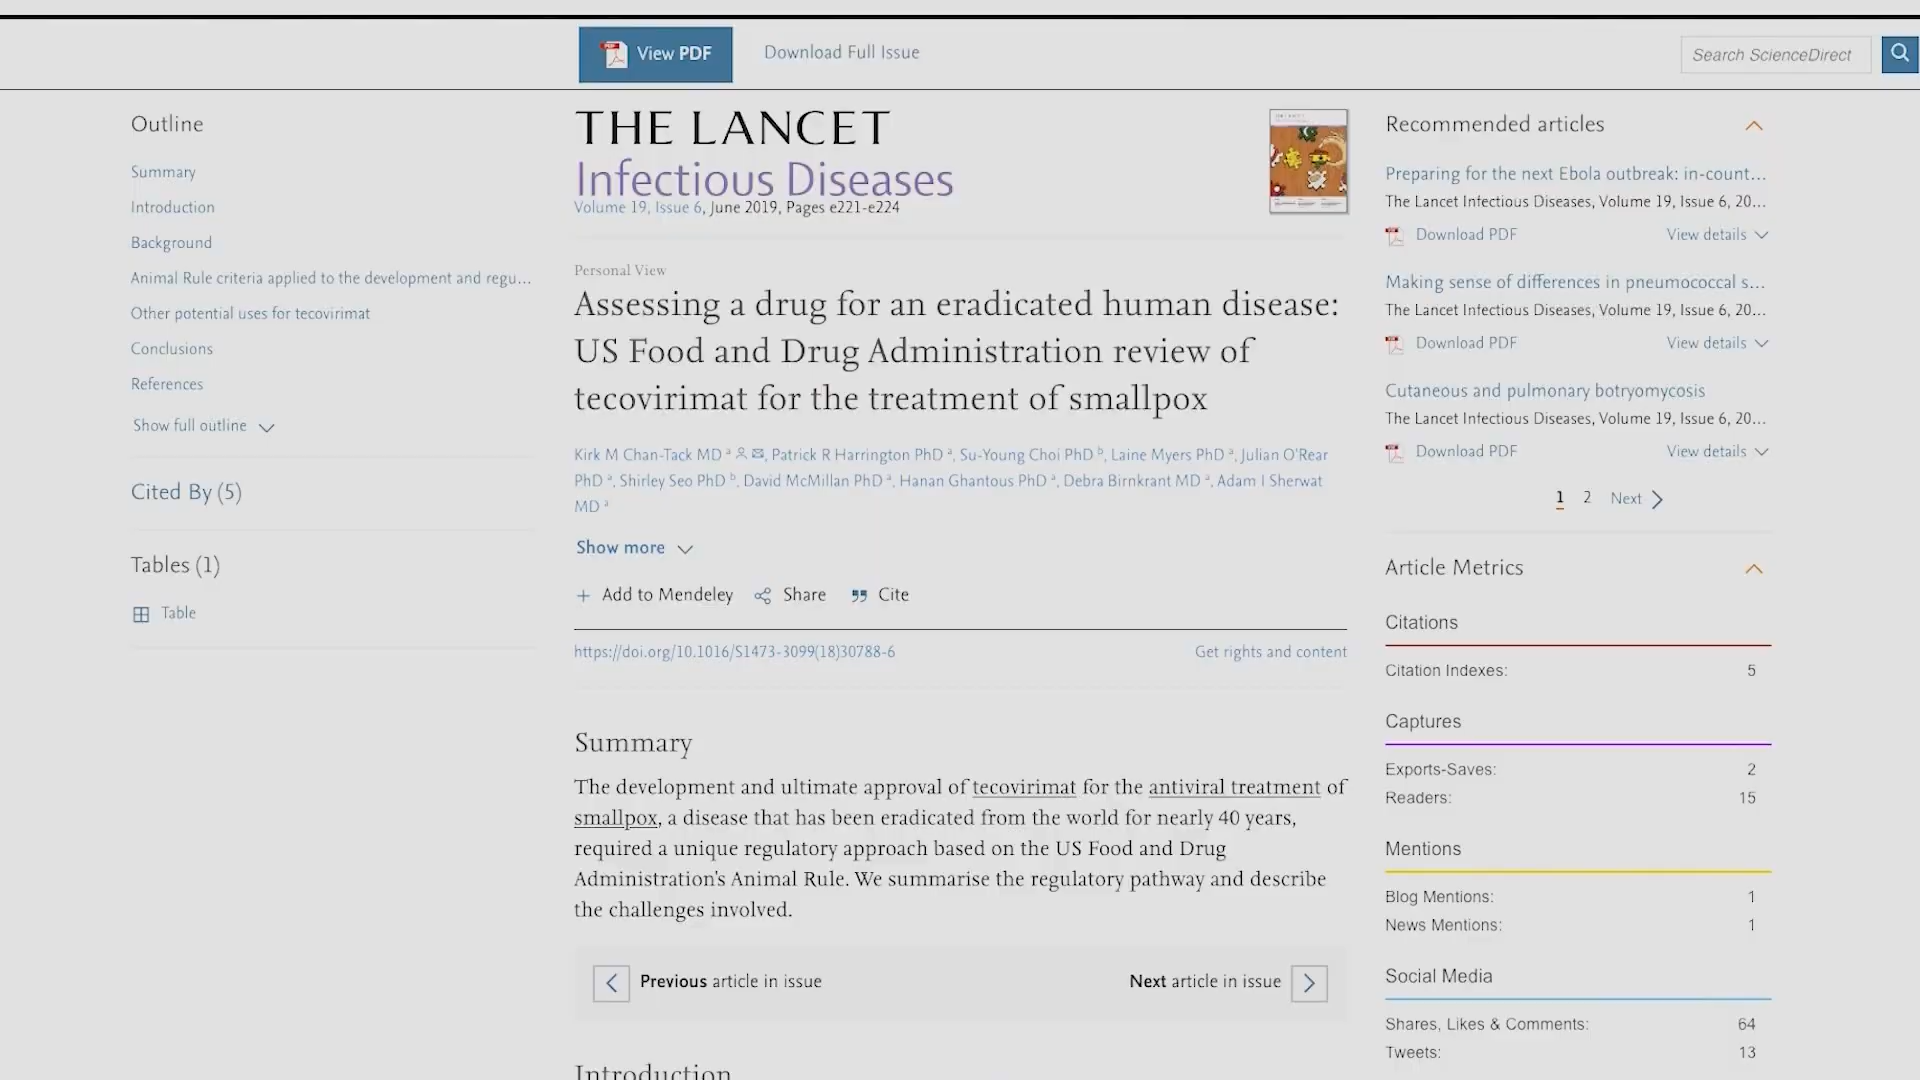 View PDF
Download Full Issue
Search ScienceDirect
Outline
Summary
Introduction
Background
Animal Rule criteria applied to the development and regu...
Other potential uses for tecovirimat
Conclusions
References
Show full outline
Cited By (5)
Tables (1)
Table
THE LANCET
Infectious Diseases
Volume 19, Issue 6, June 2019, Pages e221-e224
Personal View
Assessing a drug for an eradicated human disease:
US Food and Drug Administration review of
tecovirimat for the treatment of smallpox
Kirk M Chan-Tack MD a, Patrick R Harrington PhD a, Su-Young Choi PhD b, Laine Myers PhD a, Julian O'Rear
PhD a, Shirley Seo PhD b, David McMillan PhD a, Hanan Ghantous PhD a, Debra Birnkrant MD a, Adam I Sherwat
MD a
Show more
Add to Mendeley
Share
Cite
https://doi.org/10.1016/S1473-3099(18)30788-6
Get rights and content
Summary
The development and ultimate approval of tecovirimat for the antiviral treatment of
smallpox, a disease that has been eradicated from the world for nearly 40 years,
required a unique regulatory approach based on the US Food and Drug
Administration's Animal Rule. We summarise the regulatory pathway and describe
the challenges involved.
Previous article in issue
Next article in issue
Introduction
Recommended articles
Preparing for the next Ebola outbreak: in-count...
The Lancet Infectious Diseases, Volume 19, Issue 6, 20...
Download PDF
View details
Making sense of differences in pneumococcal s...
The Lancet Infectious Diseases, Volume 19, Issue 6, 20...
Download PDF
View details
Cutaneous and pulmonary botryomycosis
The Lancet Infectious Diseases, Volume 19, Issue 6, 20...
Download PDF
View details
1 2 Next
Article Metrics
Citations
Citation Indexes: 5
Captures
Exports-Saves: 2
Readers: 15
Mentions
Blog Mentions: 1
News Mentions: 1
Social Media
Shares, Likes & Comments: 64
Tweets: 13